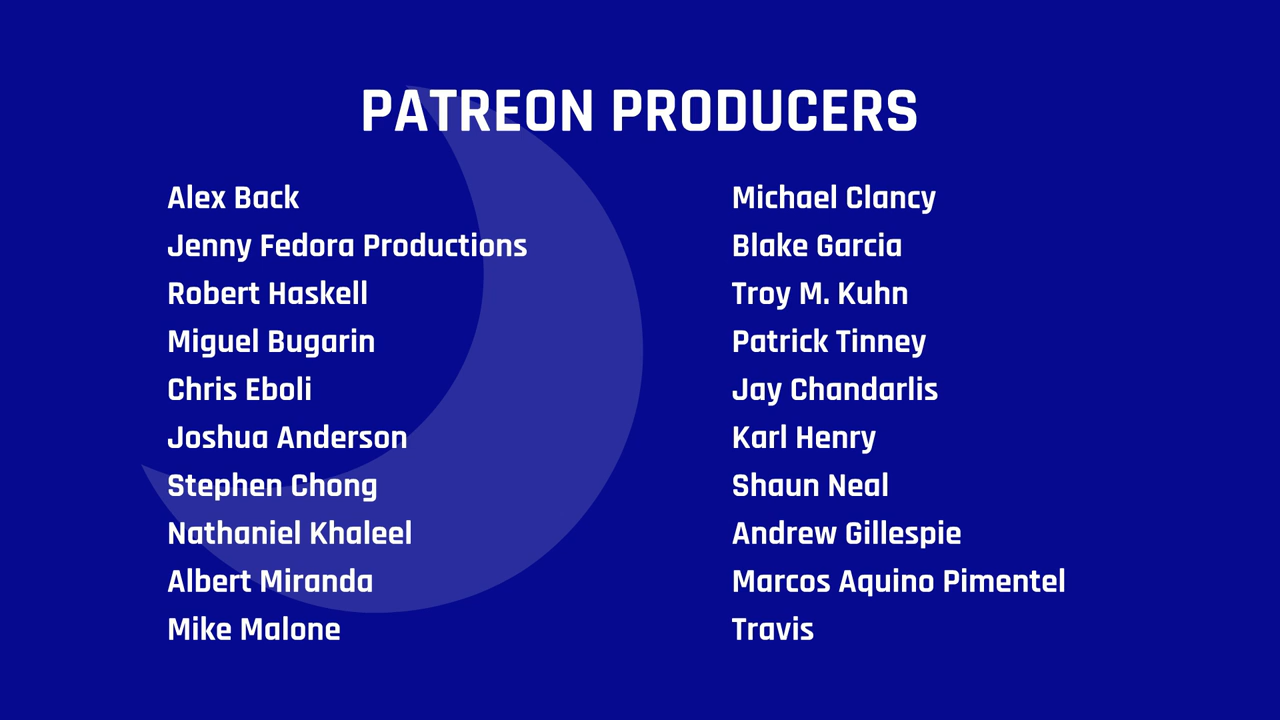 PATREON PRODUCERS
Alex Back
Jenny Fedora Productions
Robert Haskell
Miguel Bugarin
Chris Eboli
Joshua Anderson
Stephen Chong
Nathaniel Khaleel
Albert Miranda
Mike Malone
Michael Clancy
Blake Garcia
Troy M. Kuhn
Patrick Tinney
Jay Chandarlis
Karl Henry
Shaun Neal
Andrew Gillespie
Marcos Aquino Pimentel
Travis